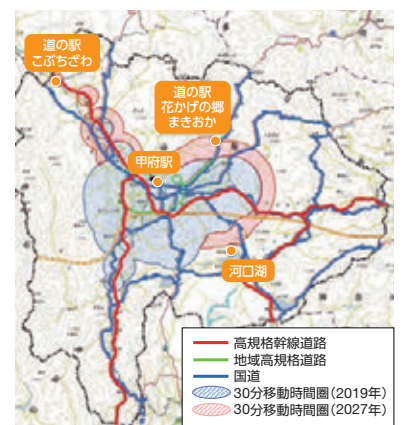 道の駅
こぶちざわ
道の駅
花かげの郷
まきおか
甲府駅
河口湖
高規格幹線道路
地域高規格道路
国道
30分移動時間圏(2019年)
30分移動時間圏(2027年)